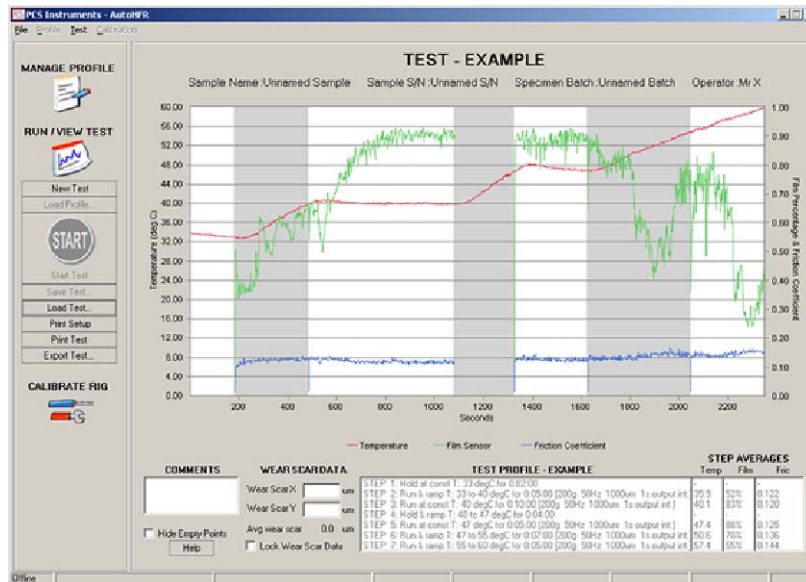 PCS Instruments - AutoHFR
File Profile Test Calibration
TEST - EXAMPLE
Sample Name :Unnamed Sample Sample S/N :Unnamed S/N Specimen Batch :Unnamed Batch Operator :Mr X
MANAGE PROFILE
RUN / VIEW TEST
New Test
Load Profile...
START
Start Test
Save Test...
Load Test...
Print Setup
Print Test
Export Test...
CALIBRATE RIG
Temperature (deg C)
60.00
56.00
52.00
48.00
44.00
40.00
36.00
32.00
28.00
24.00
20.00
16.00
12.00
8.00
4.00
0.00
200 400 600 800 1000 1200 1400 1600 1800 2000 2200
Seconds
1.00
0.90
0.80
0.70
0.60
0.50
0.40
0.30
0.20
0.10
0.00
Film Percentage & Friction Coefficient
Temperature Film Sensor Friction Coefficient
COMMENTS
Hide Empty Points
Help
WEAR SCAR DATA
Wear Scar X um
Wear Scar Y um
Avg wear scar 0.0 um
Lock Wear Scar Data
TEST PROFILE - EXAMPLE
STEP AVERAGES
Temp Film Fric
STEP 1: Hold at const T: 33 degC for 0:02:00 - - -
STEP 2: Run & ramp T: 33 to 40 degC for 0:05:00 [200g 50Hz 1000um 1s output int.] 35.9 52% 0.122
STEP 3: Run at const T: 40 degC for 0:10:00 [200g 50Hz 1000um 1s output int.] 40.1 83% 0.120
STEP 4: Hold & ramp T: 40 to 47 degC for 0:04:00 - - -
STEP 5: Run at const T: 47 degC for 0:05:00 [200g 50Hz 1000um 1s output int.] 47.4 88% 0.125
STEP 6: Run & ramp T: 47 to 55 degC for 0:07:00 [200g 50Hz 1000um 1s output int.] 50.6 70% 0.136
STEP 7: Run & ramp T: 55 to 60 degC for 0:05:00 [200g 50Hz 1000um 1s output int.] 57.4 55% 0.144
Offline